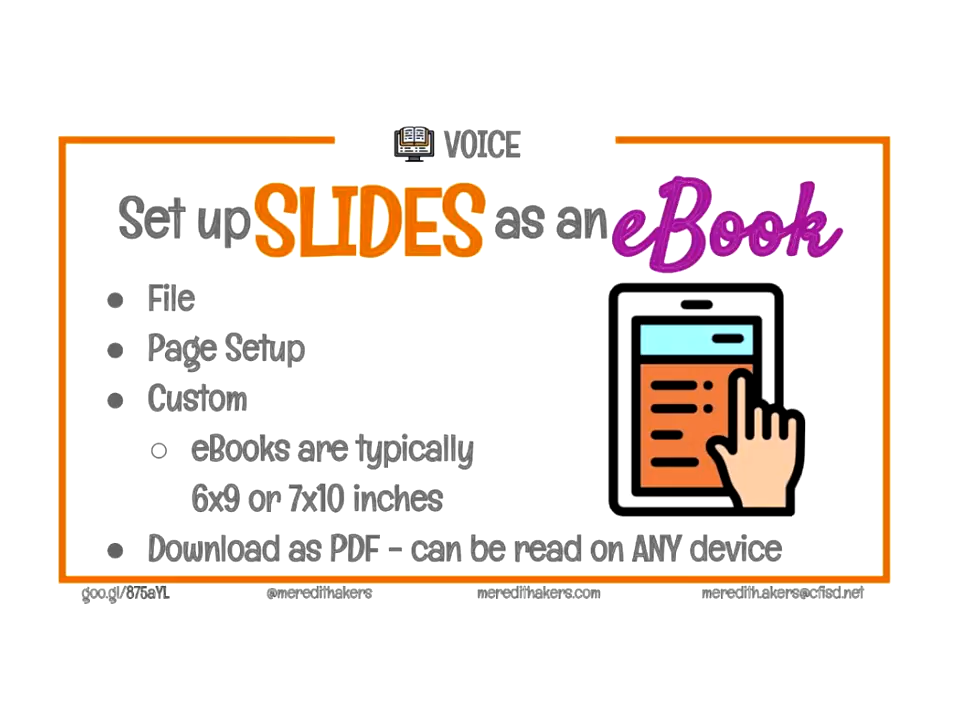 VOICE
Set up SLIDES as an eBook
● File
● Page Setup
● Custom
○ eBooks are typically
6x9 or 7x10 inches
● Download as PDF - can be read on ANY device
goo.gl/875aYL @meredithakers meredithakers.com meredith.akers@cfisd.net